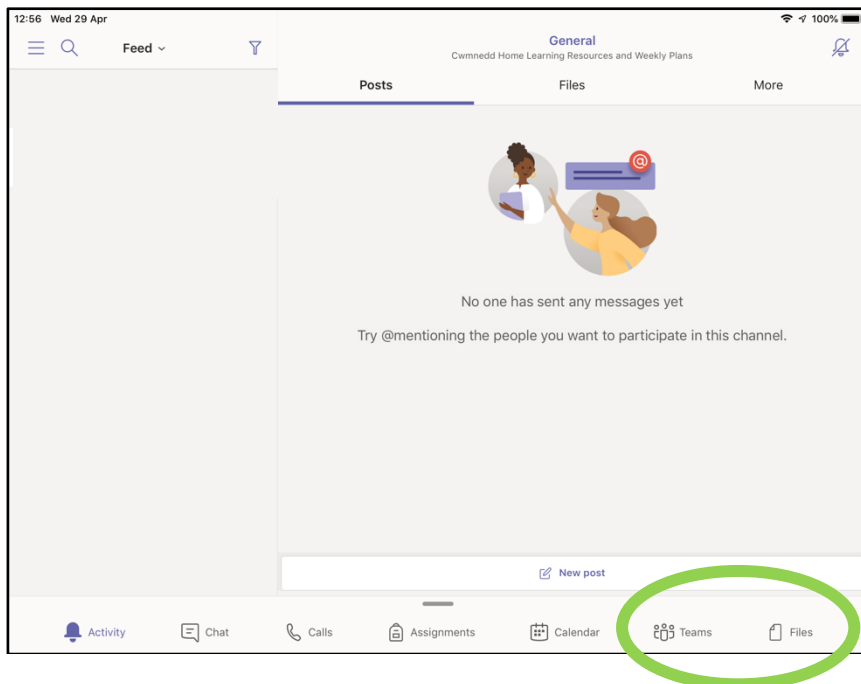 12:56 Wed 29 Apr
100%
Feed
General
Cwmnedd Home Learning Resources and Weekly Plans
Posts Files More
@
No one has sent any messages yet
Try @mentioning the people you want to participate in this channel.
New post
Activity Chat Calls Assignments Calendar Teams Files